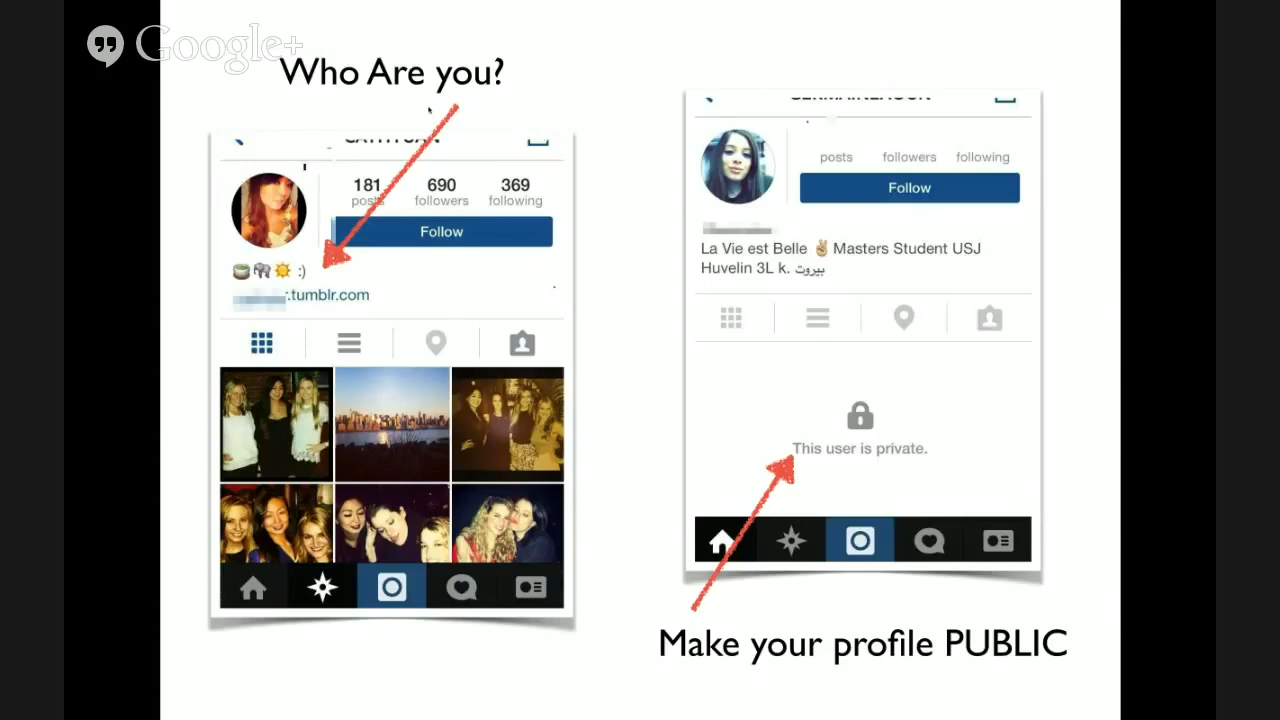 Google+
Who Are you?
181
posts
690
followers
369
following
Follow
:)
.tumblr.com
posts
followers
following
Follow
La Vie est Belle ✌ Masters Student USJ
Huvelin 3L k. بيروت
This user is private.
Make your profile PUBLIC